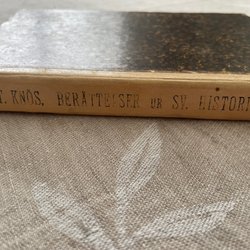 T. KNÖS, BERÄTTELSER UR SV. HISTORI